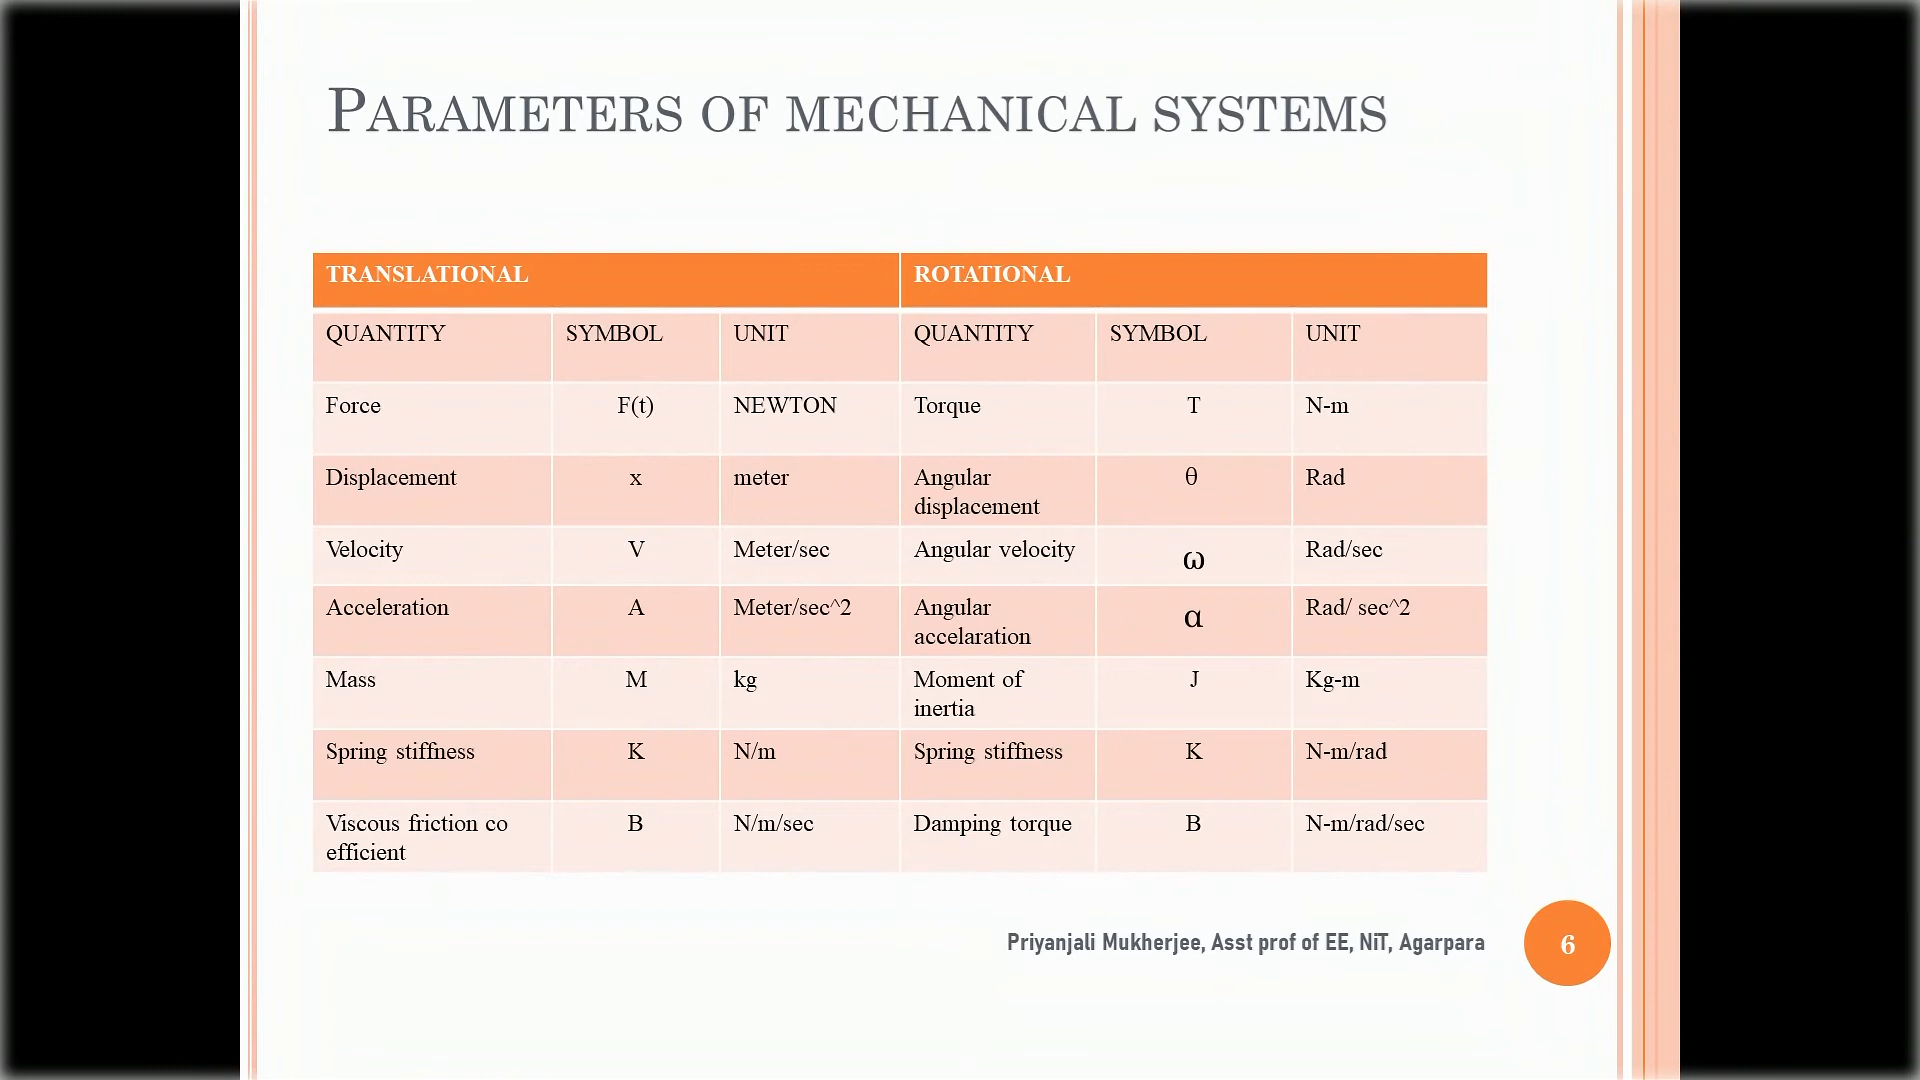 PARAMETERS OF MECHANICAL SYSTEMS
TRANSLATIONAL ROTATIONAL
QUANTITY SYMBOL UNIT QUANTITY SYMBOL UNIT
Force F(t) NEWTON Torque T N-m
Displacement x meter Angular displacement θ Rad
Velocity V Meter/sec Angular velocity ω Rad/sec
Acceleration A Meter/sec^2 Angular accelaration α Rad/ sec^2
Mass M kg Moment of inertia J Kg-m
Spring stiffness K N/m Spring stiffness K N-m/rad
Viscous friction co efficient B N/m/sec Damping torque B N-m/rad/sec
Priyanjali Mukherjee, Asst prof of EE, NiT, Agarpara
6